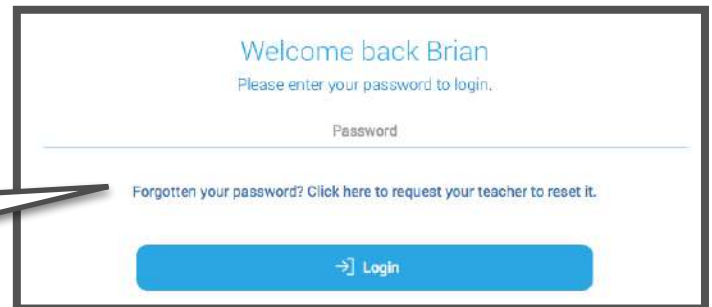 Welcome back Brian
Please enter your password to login.
Password
Forgotten your password? Click here to request your teacher to reset it.
Login